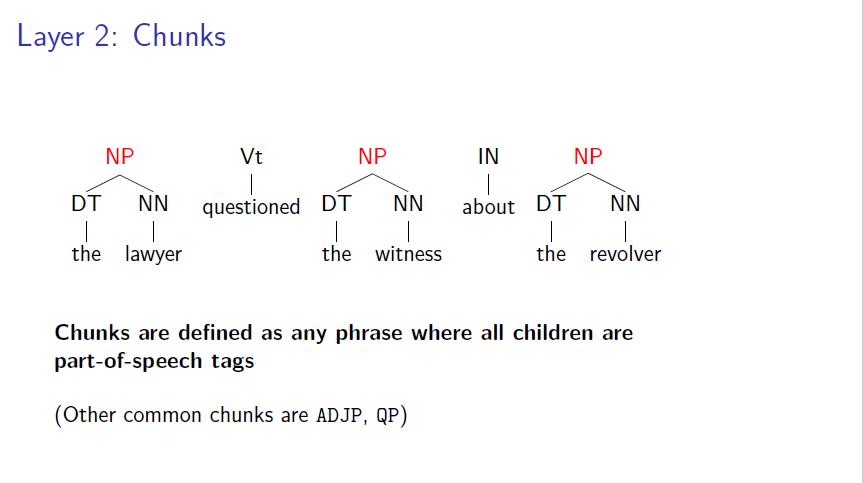 Layer 2: Chunks
NP Vt NP IN NP
DT NN questioned DT NN about DT NN
the lawyer the witness the revolver
Chunks are defined as any phrase where all children are
part-of-speech tags
(Other common chunks are ADJP, QP)